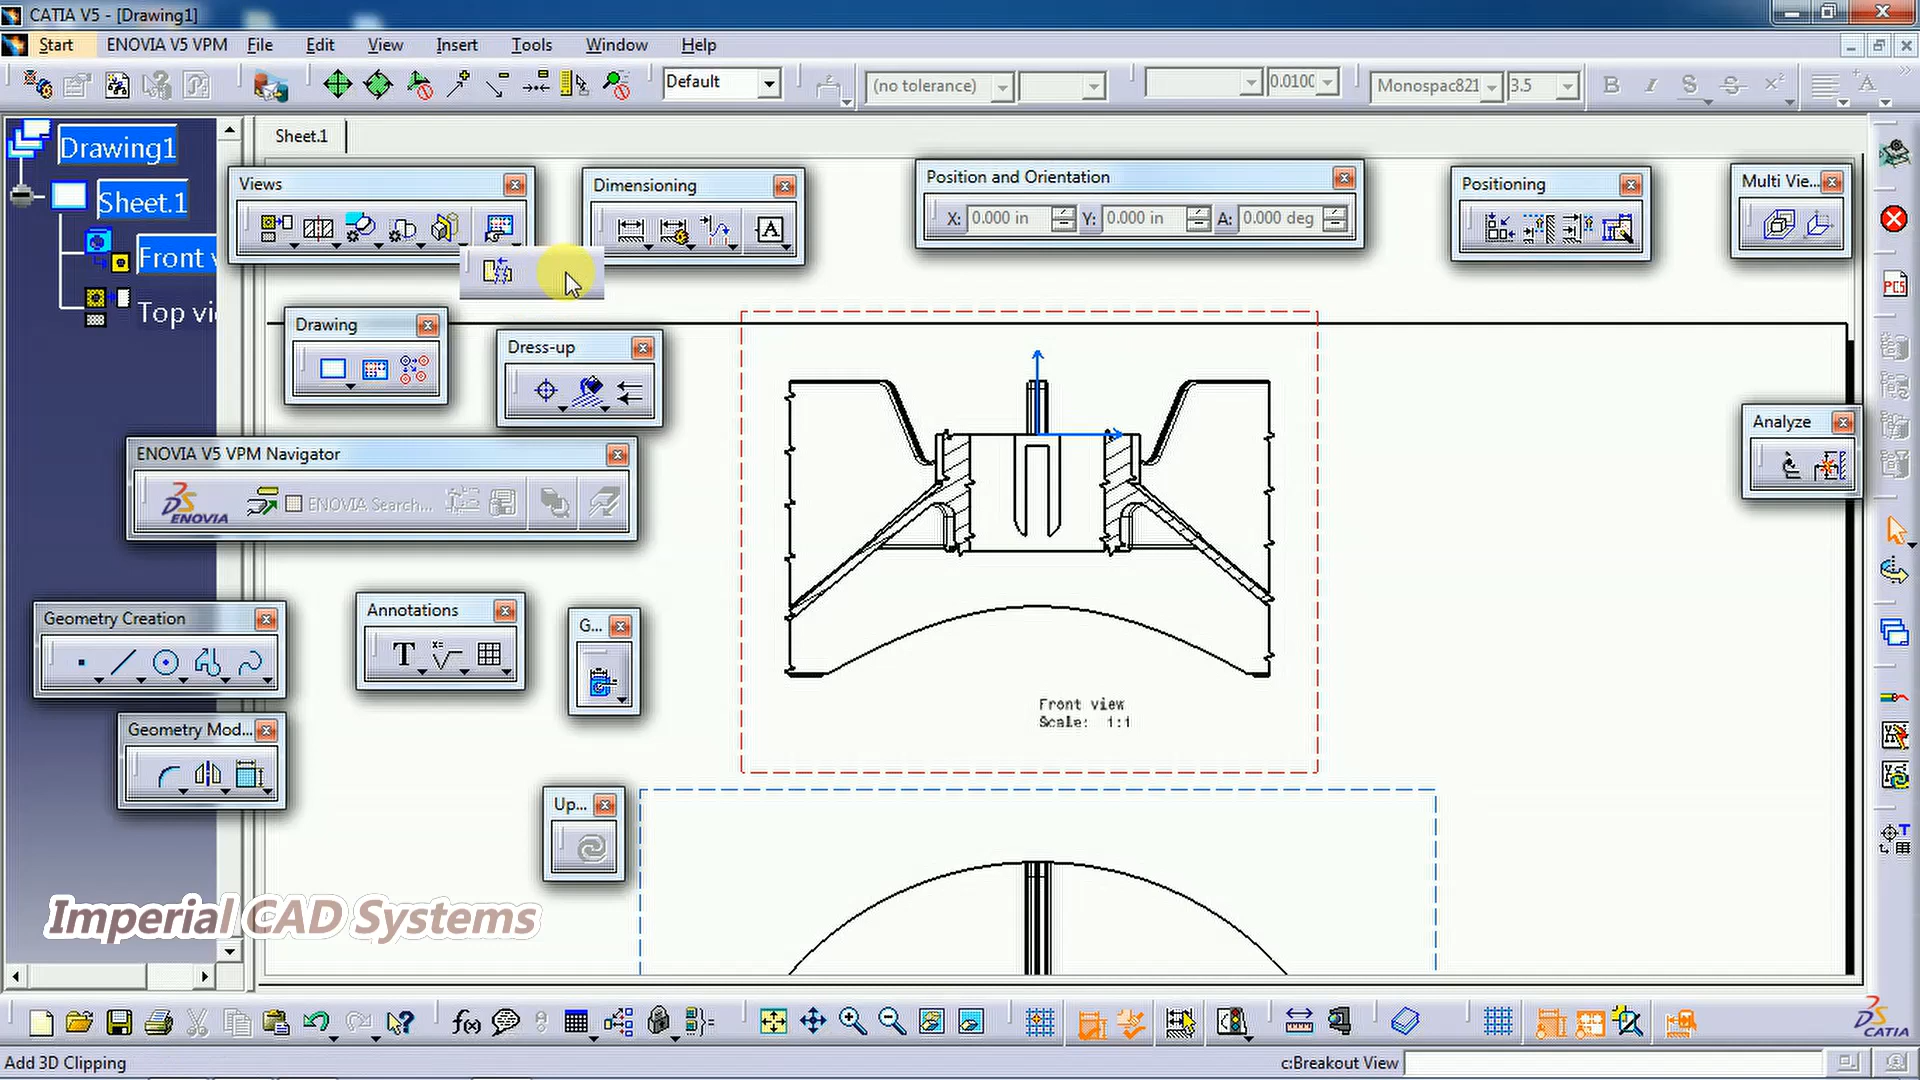 CATIA V5 - [Drawing1]
Start ENOVIA V5 VPM File Edit View Insert Tools Window Help
Default (no tolerance) 0.0100 Monospac821 3.5 B I S S x²
Drawing1
Sheet.1
Front v
Top vi
Sheet.1
Views
Dimensioning
Position and Orientation
X: 0.000 in Y: 0.000 in A: 0.000 deg
Positioning
Multi Vie...
Drawing
Dress-up
Analyze
ENOVIA V5 VPM Navigator
ENOVIA
ENOVIA Search...
PCS
Geometry Creation
Annotations
T
G...
Geometry Mod...
Up...
Front view
Scale: 1:1
Imperial CAD Systems
f(x)
CATIA
Add 3D Clipping
c:Breakout View